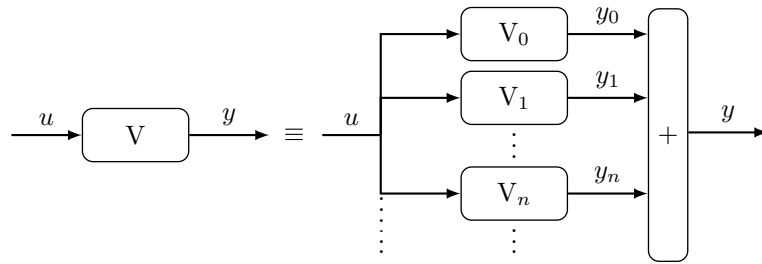 V₀ y₀
V₁ y₁
u V y ≡ u + y
Vₙ yₙ